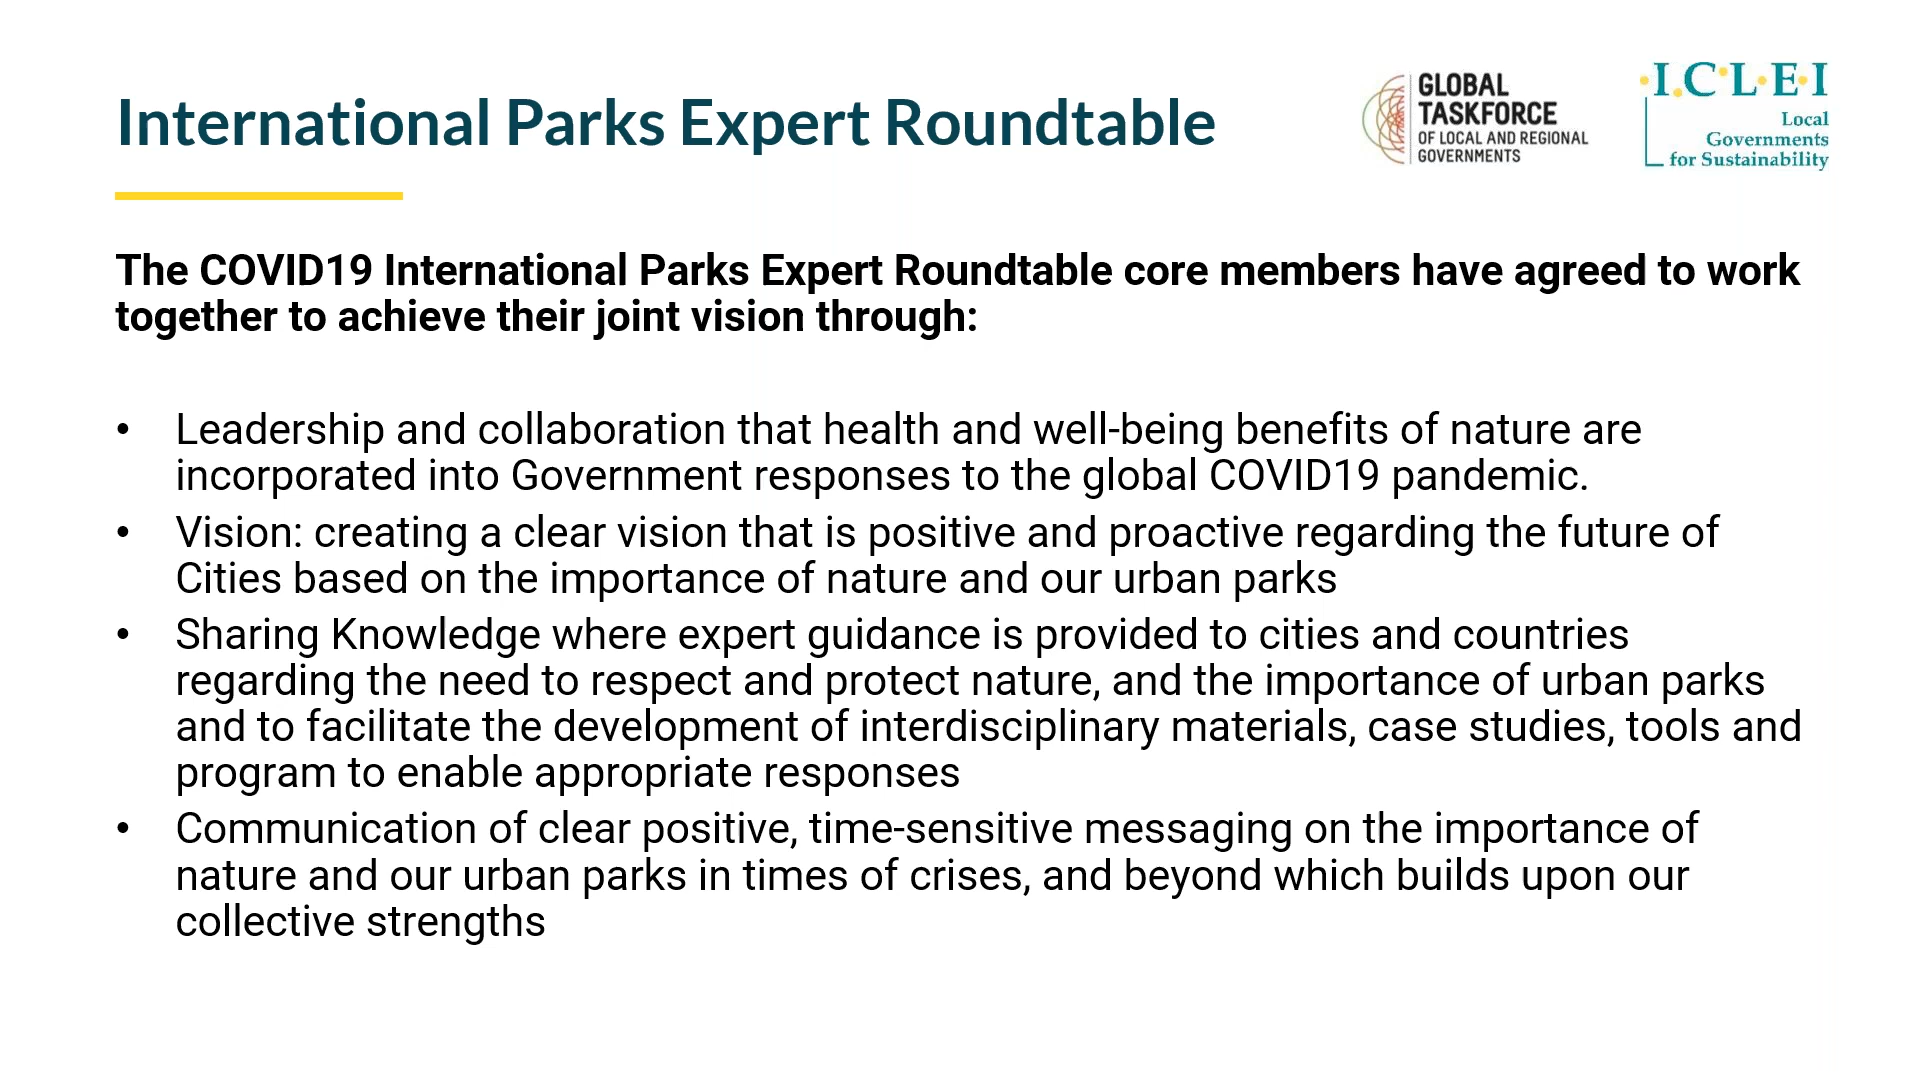 International Parks Expert Roundtable
GLOBAL
TASKFORCE
OF LOCAL AND REGIONAL
GOVERNMENTS
I.C.L.E.I
Local
Governments
for Sustainability
The COVID19 International Parks Expert Roundtable core members have agreed to work
together to achieve their joint vision through:
• Leadership and collaboration that health and well-being benefits of nature are
incorporated into Government responses to the global COVID19 pandemic.
• Vision: creating a clear vision that is positive and proactive regarding the future of
Cities based on the importance of nature and our urban parks
• Sharing Knowledge where expert guidance is provided to cities and countries
regarding the need to respect and protect nature, and the importance of urban parks
and to facilitate the development of interdisciplinary materials, case studies, tools and
program to enable appropriate responses
• Communication of clear positive, time-sensitive messaging on the importance of
nature and our urban parks in times of crises, and beyond which builds upon our
collective strengths